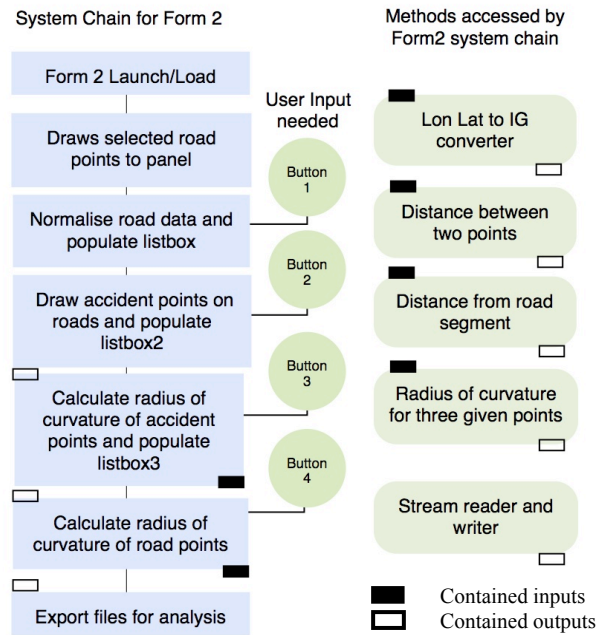 System Chain for Form 2
Form 2 Launch/Load
Draws selected road
points to panel
Normalise road data and
populate listbox
Draw accident points on
roads and populate
listbox2
Calculate radius of
curvature of accident
points and populate
listbox3
Calculate radius of
curvature of road points
Export files for analysis
User Input
needed
Button
1
Button
2
Button
3
Button
4
Methods accessed by
Form2 system chain
Lon Lat to IG
converter
Distance between
two points
Distance from road
segment
Radius of curvature
for three given points
Stream reader and
writer
Contained inputs
Contained outputs